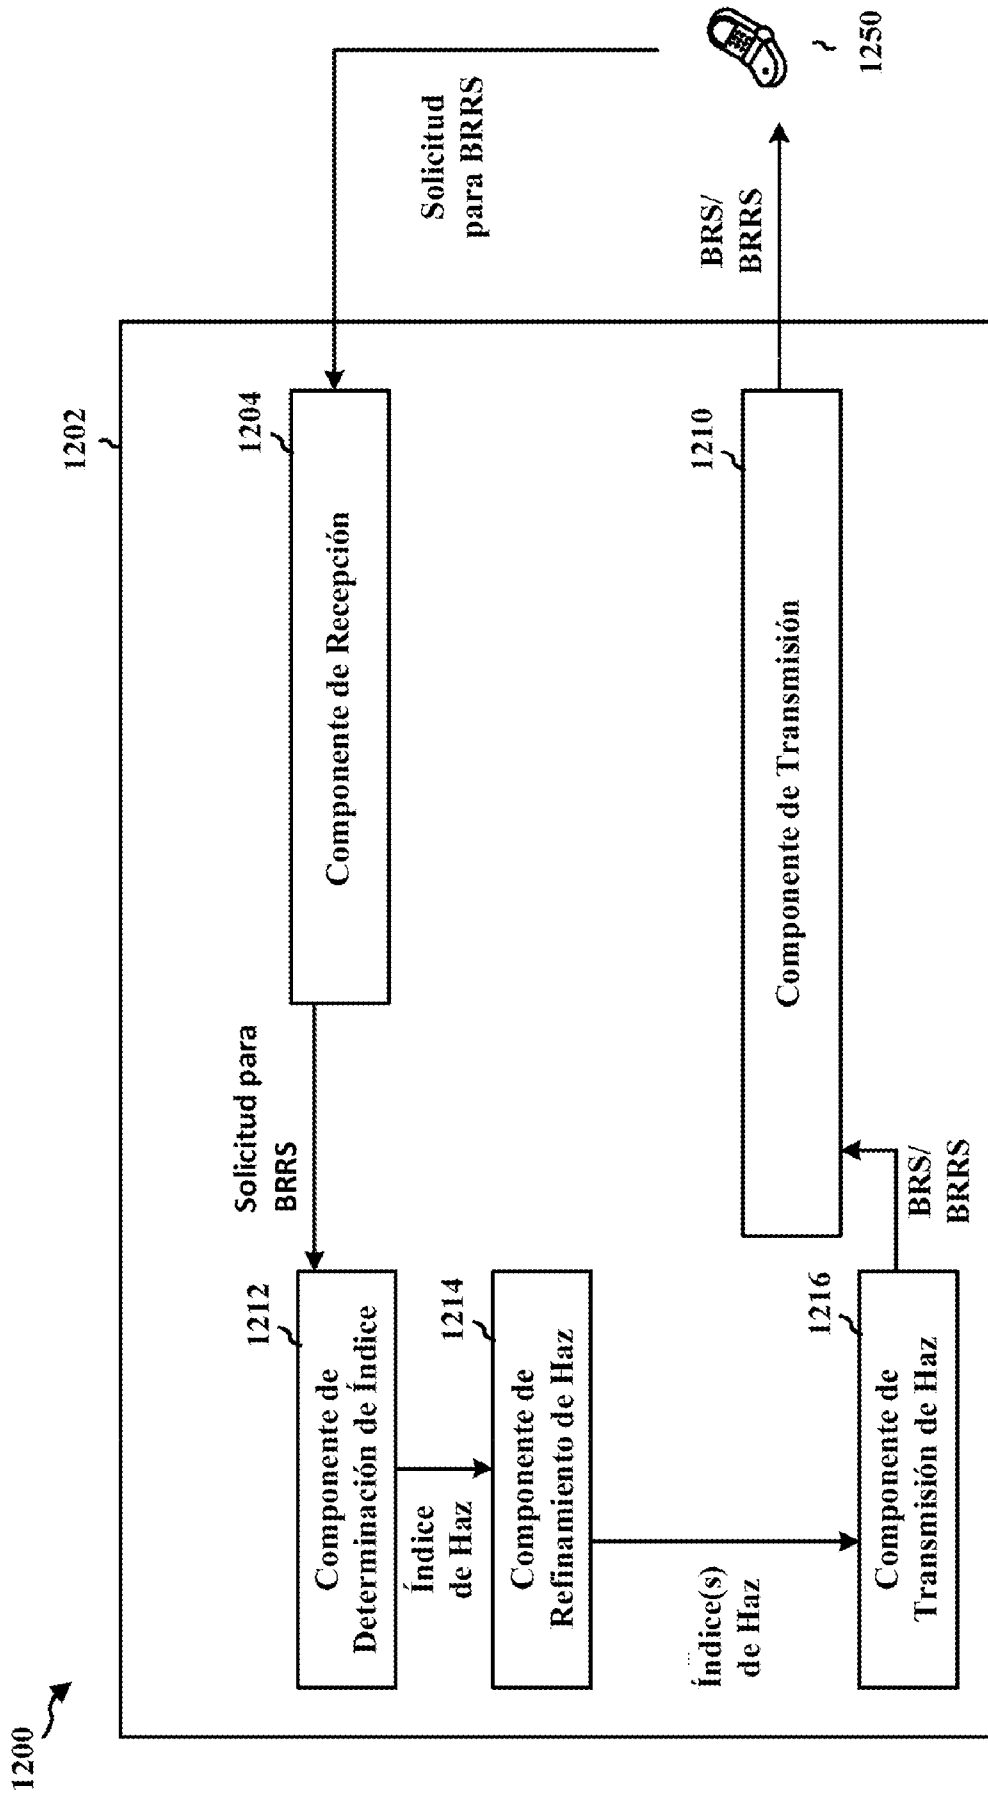 1200
1202
Componente de
Determinación de Índice
1212
Solicitud para
BRRS
Componente de Recepción
1204
Solicitud
para BRRS
Índice
de Haz
Componente de
Refinamiento de Haz
1214
Índice(s)
de Haz
Componente de
Transmisión de Haz
1216
BRS/
BRRS
Componente de Transmisión
1210
BRS/
BRRS
1250